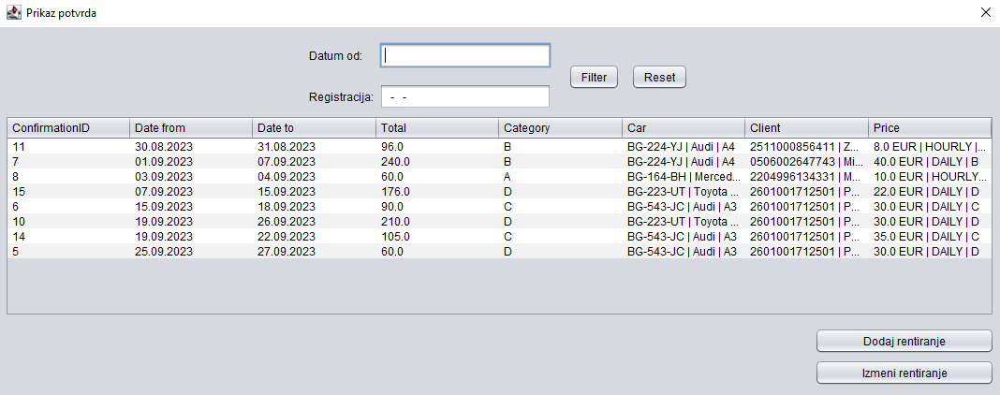 Prikaz potvrda
Datum od:
Filter Reset
Registracija: - -
ConfirmationID Date from Date to Total Category Car Client Price
11 30.08.2023 31.08.2023 96.0 B BG-224-YJ | Audi | A4 2511000856411 | Z... 8.0 EUR | HOURLY |...
7 01.09.2023 07.09.2023 240.0 B BG-224-YJ | Audi | A4 0506002647743 | Mi... 40.0 EUR | DAILY | B
8 03.09.2023 04.09.2023 60.0 A BG-164-BH | Merced... 2204996134331 | M... 10.0 EUR | HOURLY...
15 07.09.2023 15.09.2023 176.0 D BG-223-UT | Toyota ... 2601001712501 | P... 22.0 EUR | DAILY | D
6 15.09.2023 18.09.2023 90.0 C BG-543-JC | Audi | A3 2601001712501 | P... 30.0 EUR | DAILY | C
10 19.09.2023 26.09.2023 210.0 D BG-223-UT | Toyota ... 2601001712501 | P... 30.0 EUR | DAILY | D
14 19.09.2023 22.09.2023 105.0 C BG-543-JC | Audi | A3 2601001712501 | P... 35.0 EUR | DAILY | C
5 25.09.2023 27.09.2023 60.0 D BG-543-JC | Audi | A3 2601001712501 | P... 30.0 EUR | DAILY | D
Dodaj rentiranje
Izmeni rentiranje